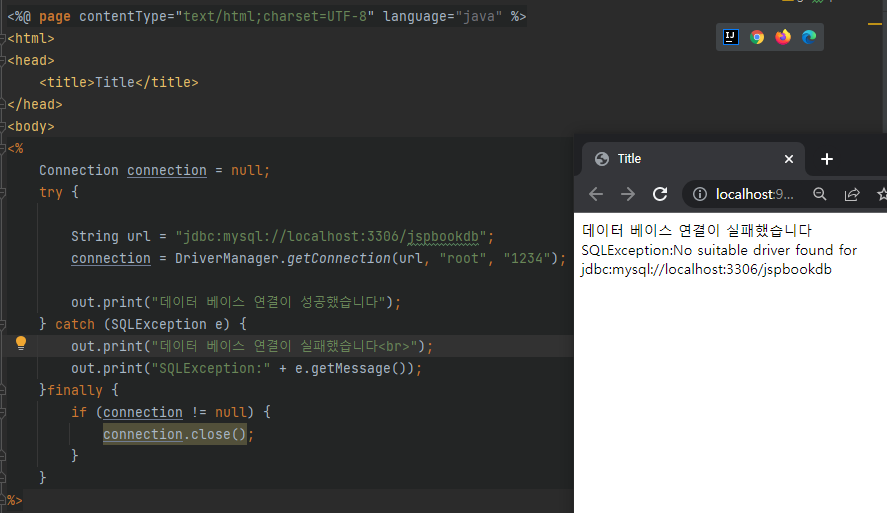 <%@ page contentType="text/html;charset=UTF-8" language="java" %>
<html>
<head>
    <title>Title</title>
</head>
<body>
<%
    Connection connection = null;
    try {

        String url = "jdbc:mysql://localhost:3306/jspbookdb";
        connection = DriverManager.getConnection(url, "root", "1234");

        out.print("데이터 베이스 연결이 성공했습니다");
    } catch (SQLException e) {
        out.print("데이터 베이스 연결이 실패했습니다<br>");
        out.print("SQLException:" + e.getMessage());
    }finally {
        if (connection != null) {
            connection.close();
        }
    }
%>
IJ
Title
localhost:9...
데이터 베이스 연결이 실패했습니다
SQLException:No suitable driver found for
jdbc:mysql://localhost:3306/jspbookdb